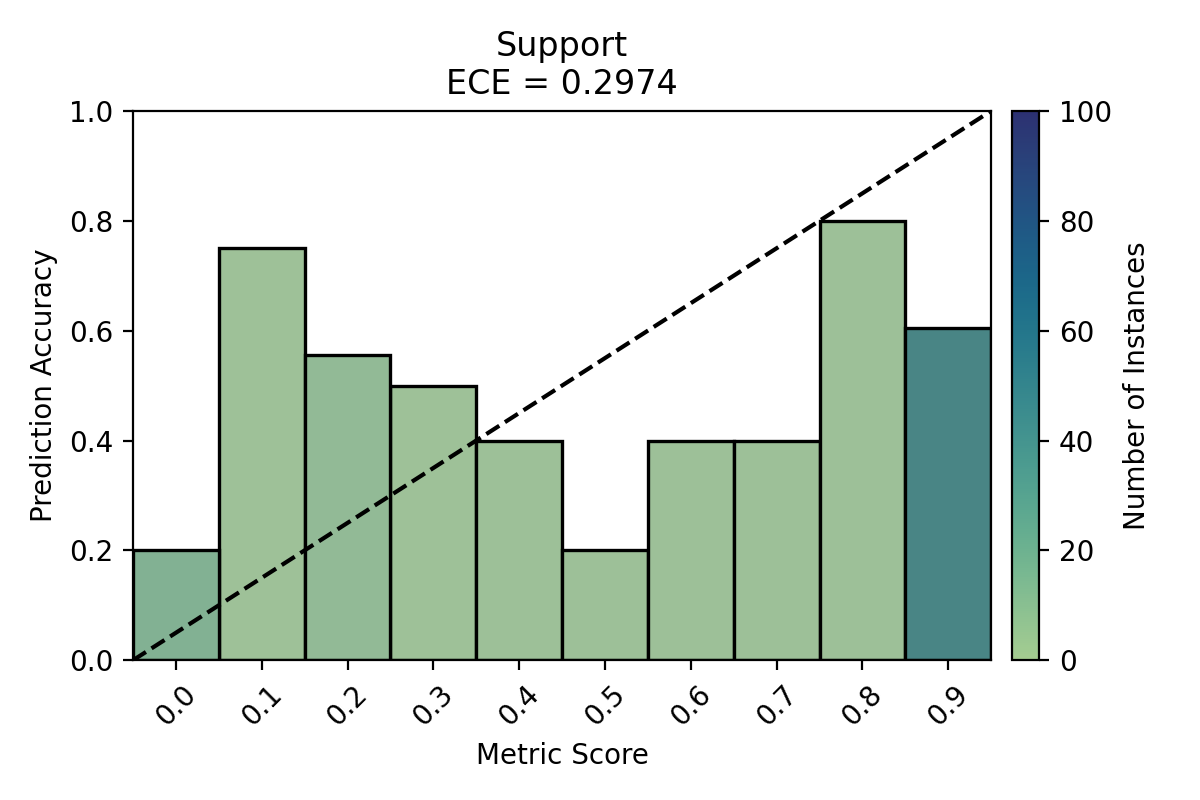 Support
ECE = 0.2974
Prediction Accuracy
1.0
0.8
0.6
0.4
0.2
0.0
0.0 0.1 0.2 0.3 0.4 0.5 0.6 0.7 0.8 0.9
Metric Score
100
80
60
40
20
0
Number of Instances